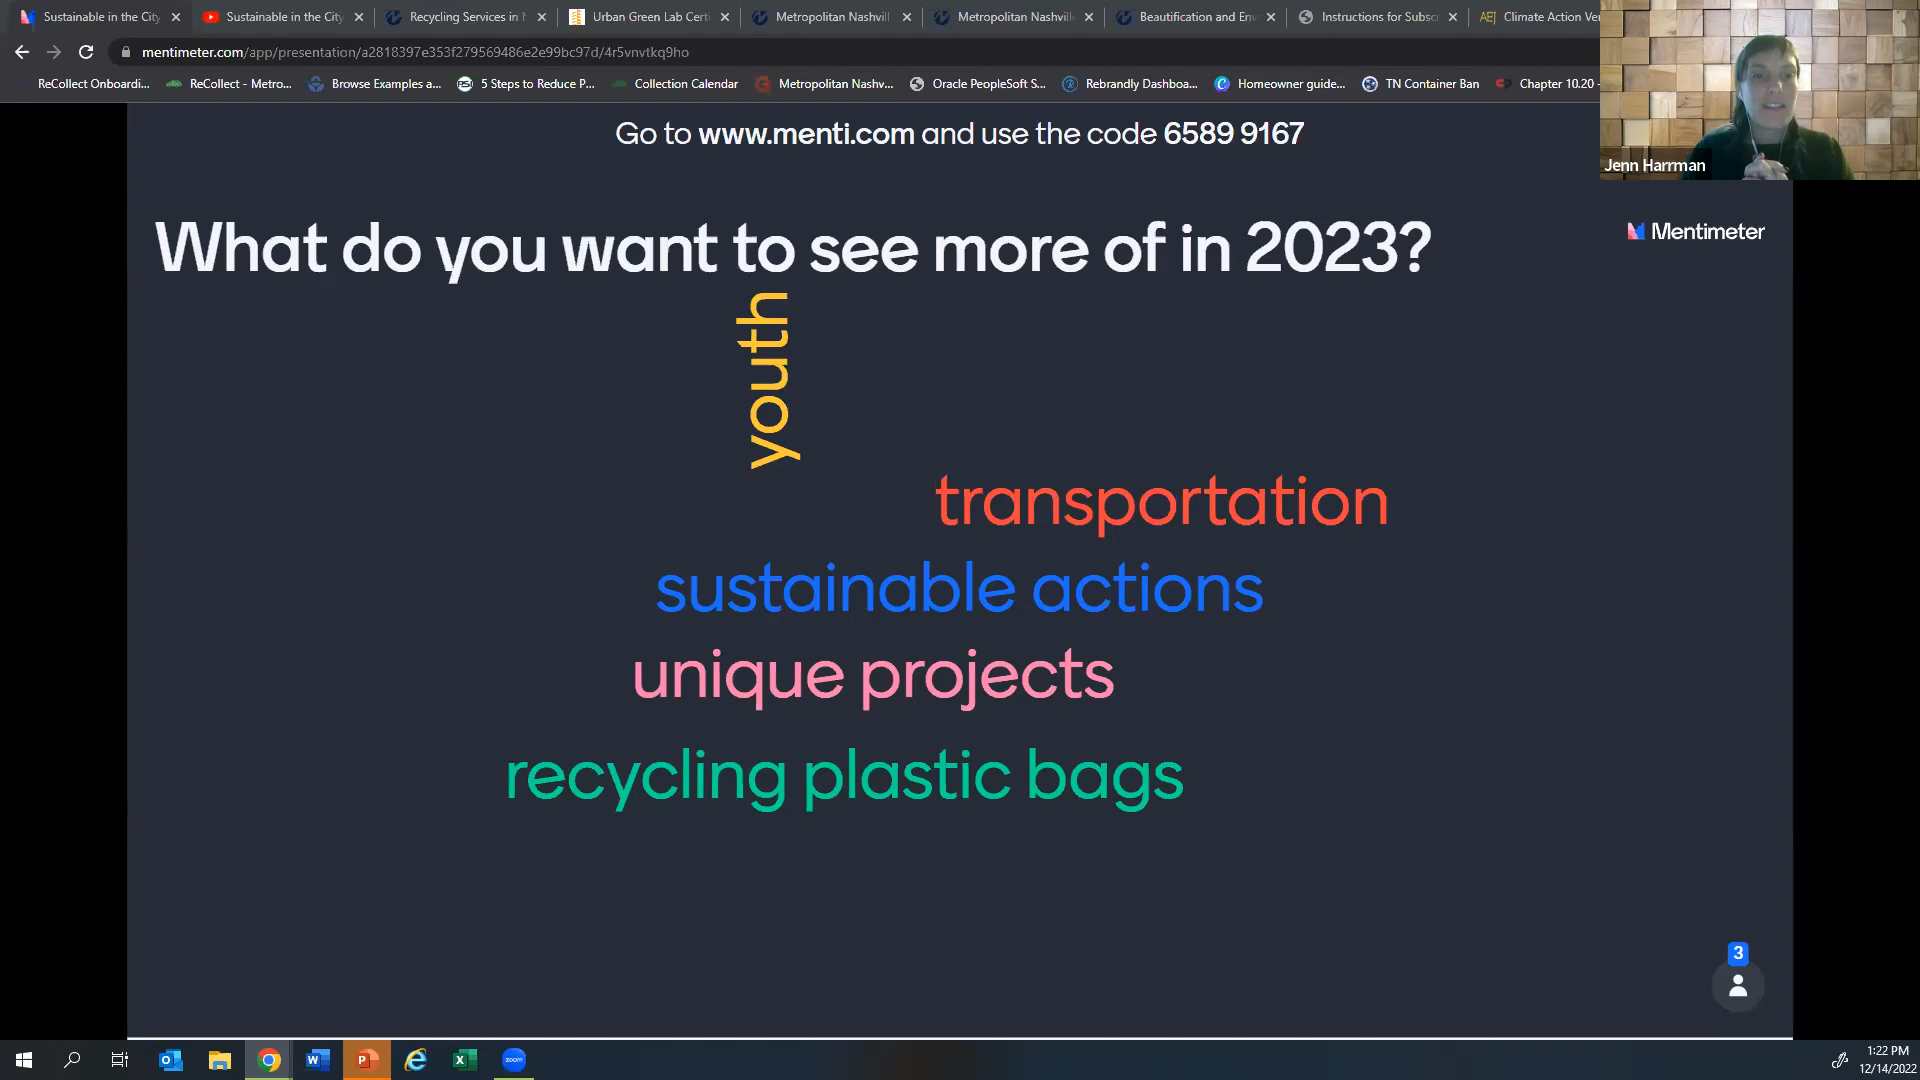 Sustainable in the City
Sustainable in the City
Recycling Services in
Urban Green Lab Certi
Metropolitan Nashvill
Metropolitan Nashvill
Beautification and En
Instructions for Subsc
AEJ Climate Action Ve
mentimeter.com/app/presentation/a2818397e353f279569486e2e99bc97d/4r5vnvtkq9ho
ReCollect Onboardi...
ReCollect - Metro...
Browse Examples a...
5 Steps to Reduce P...
Collection Calendar
Metropolitan Nashv...
Oracle PeopleSoft S...
Rebrandly Dashboa...
Homeowner guide...
TN Container Ban
Chapter 10.20 -
Jenn Harrman
Go to www.menti.com and use the code 6589 9167
What do you want to see more of in 2023?
Mentimeter
youth
transportation
sustainable actions
unique projects
recycling plastic bags
3
zoom
1:22 PM
12/14/2022